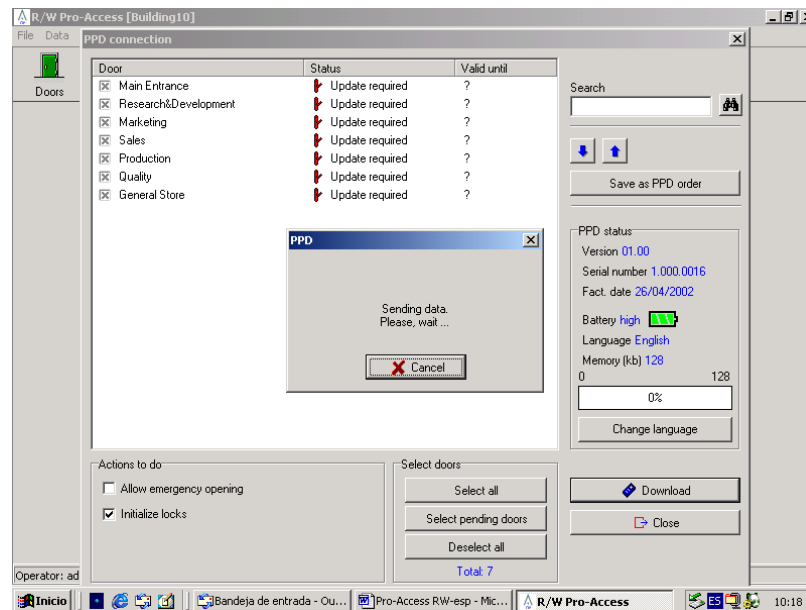 R/W Pro-Access [Building10]
File Data
PPD connection
Doors
Door Status Valid until
Main Entrance Update required ?
Research&Development Update required ?
Marketing Update required ?
Sales Update required ?
Production Update required ?
Quality Update required ?
General Store Update required ?
Search
Save as PPD order
PPD status
Version 01.00
Serial number 1.000.0016
Fact. date 26/04/2002
Battery high
Language English
Memory (kb) 128
0 128
0%
Change language
PPD
Sending data.
Please, wait ...
Cancel
Actions to do
Allow emergency opening
Initialize locks
Select doors
Select all
Select pending doors
Deselect all
Total: 7
Download
Close
Operator: ad
Inicio
Bandeja de entrada - Ou...
Pro-Access RW-esp - Mic...
R/W Pro-Access
ES
10:18